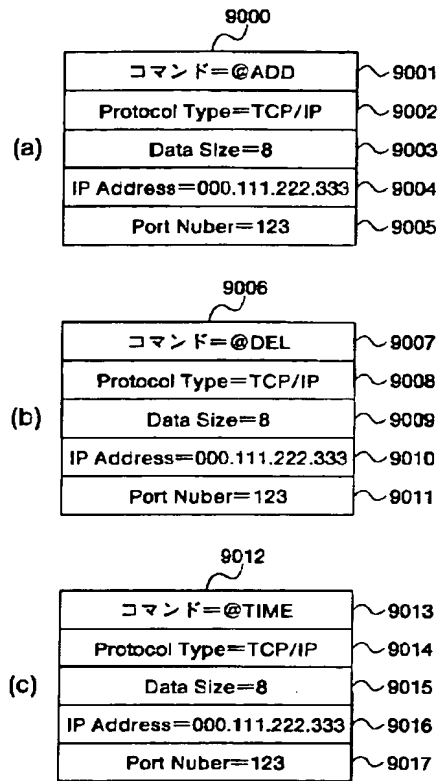 9000
コマンド=@ADD 9001
Protocol Type=TCP/IP 9002
(a) Data Size=8 9003
IP Address=000.111.222.333 9004
Port Nuber=123 9005
9006
コマンド=@DEL 9007
Protocol Type=TCP/IP 9008
(b) Data Size=8 9009
IP Address=000.111.222.333 9010
Port Nuber=123 9011
9012
コマンド=@TIME 9013
Protocol Type=TCP/IP 9014
(c) Data Size=8 9015
IP Address=000.111.222.333 9016
Port Nuber=123 9017